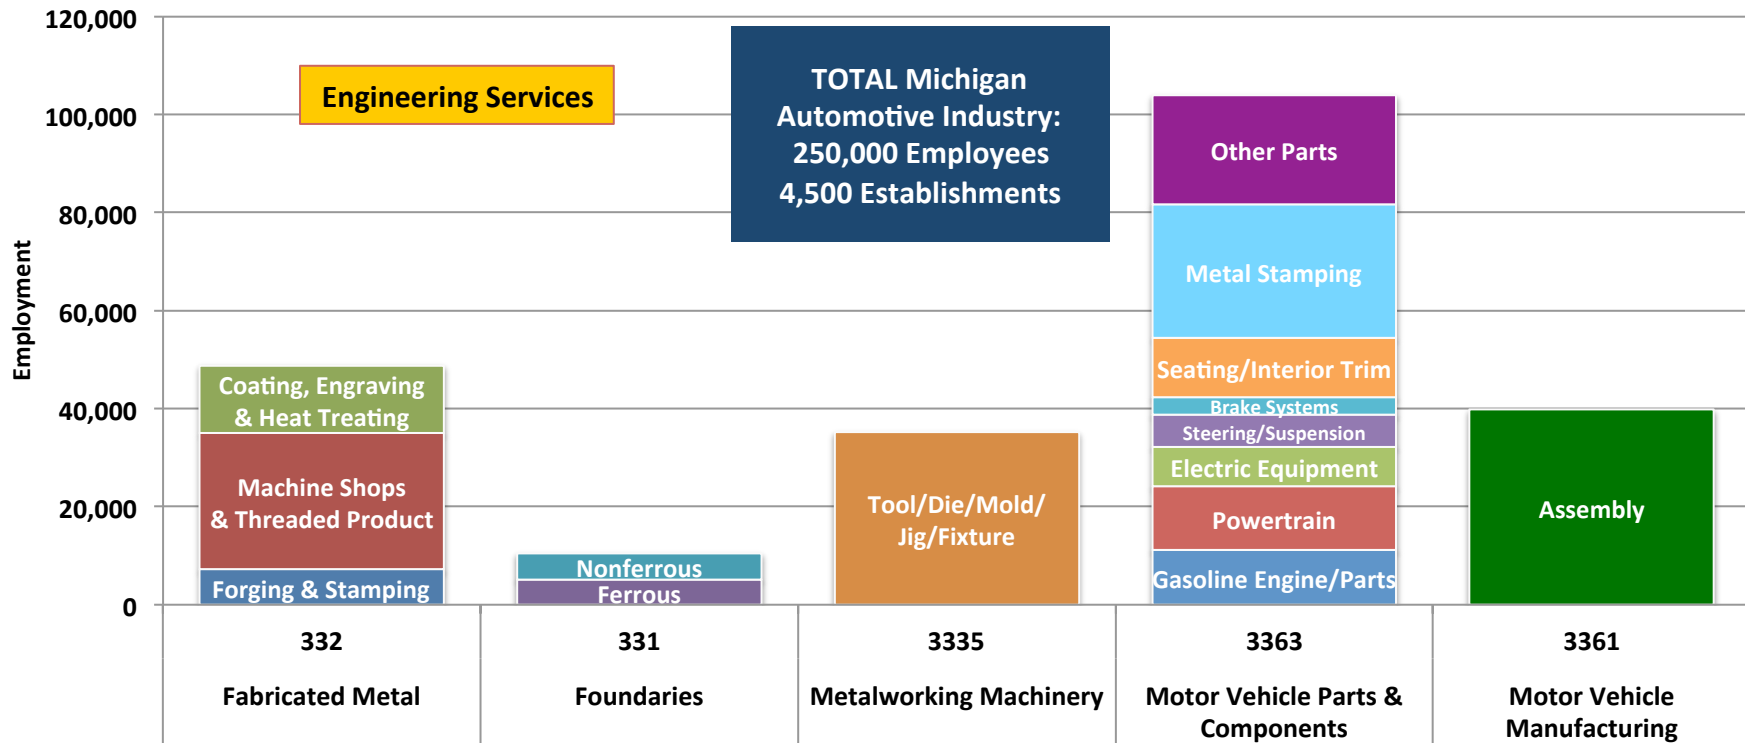 120,000
100,000
80,000
60,000
40,000
20,000
0
Employment
Engineering Services
TOTAL Michigan
Automotive Industry:
250,000 Employees
4,500 Establishments
Coating, Engraving
& Heat Treating
Machine Shops
& Threaded Product
Forging & Stamping
Nonferrous
Ferrous
Tool/Die/Mold/
Jig/Fixture
Other Parts
Metal Stamping
Seating/Interior Trim
Brake Systems
Steering/Suspension
Electric Equipment
Powertrain
Gasoline Engine/Parts
Assembly
332
331
3335
3363
3361
Fabricated Metal
Foundaries
Metalworking Machinery
Motor Vehicle Parts &
Components
Motor Vehicle
Manufacturing